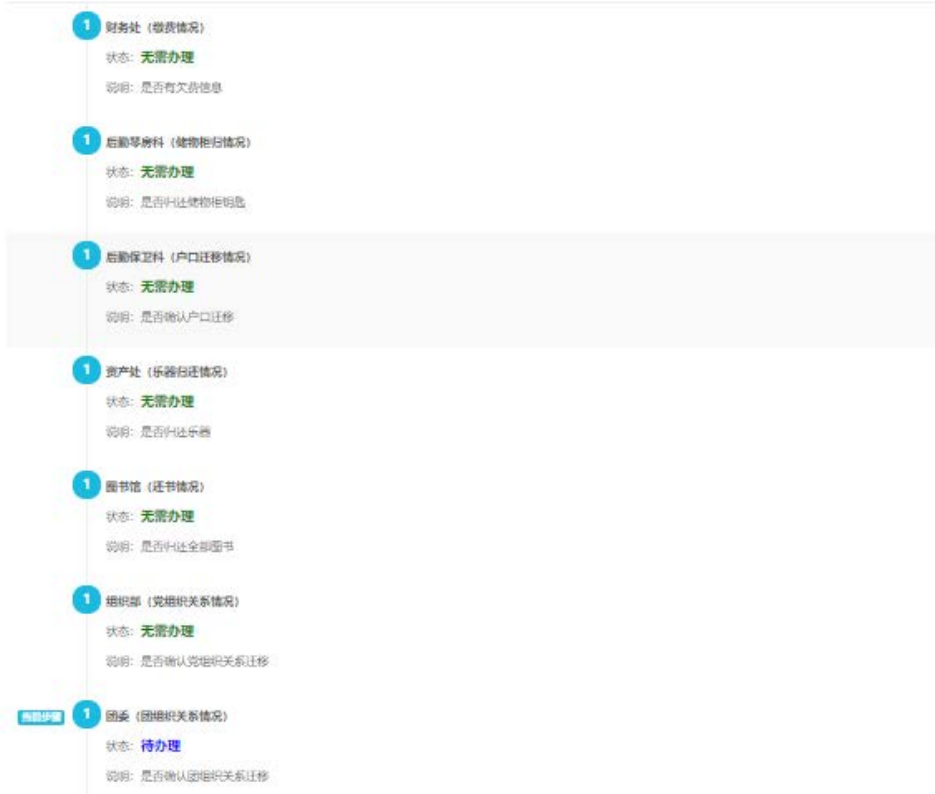 1
财务处（缴费情况）
状态：无需办理
说明：是否有欠费信息
1
后勤琴房科（储物柜归情况）
状态：无需办理
说明：是否归还储物柜钥匙
1
后勤保卫科（户口迁移情况）
状态：无需办理
说明：是否确认户口迁移
1
资产处（乐器归还情况）
状态：无需办理
说明：是否归还乐器
1
图书馆（还书情况）
状态：无需办理
说明：是否归还全部图书
1
组织部（党组织关系情况）
状态：无需办理
说明：是否确认党组织关系迁移
当前步骤
1
团委（团组织关系情况）
状态：待办理
说明：是否确认团组织关系迁移